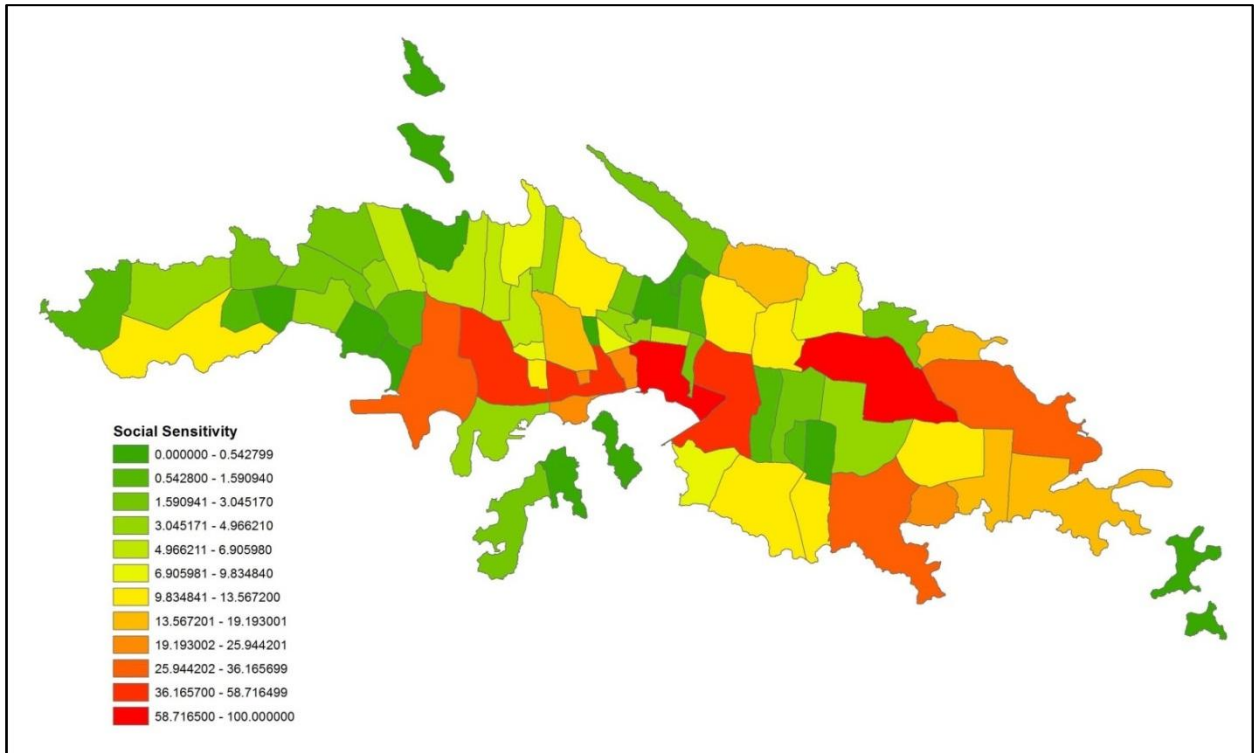 Social Sensitivity
0.000000 - 0.542799
0.542800 - 1.590940
1.590941 - 3.045170
3.045171 - 4.966210
4.966211 - 6.905980
6.905981 - 9.834840
9.834841 - 13.567200
13.567201 - 19.193001
19.193002 - 25.944201
25.944202 - 36.165699
36.165700 - 58.716499
58.716500 - 100.000000